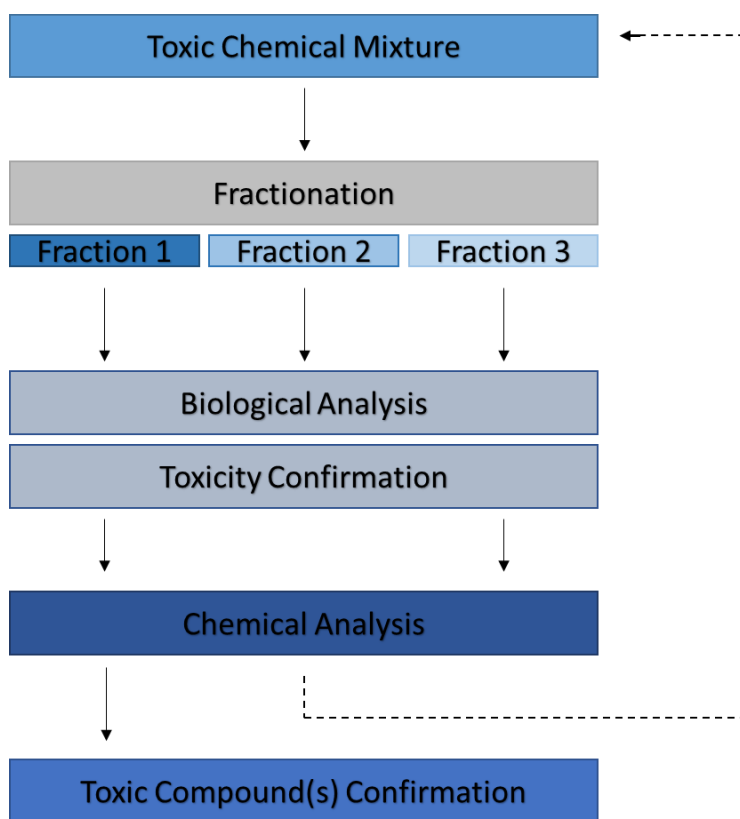 Toxic Chemical Mixture
Fractionation
Fraction 1 Fraction 2 Fraction 3
Biological Analysis
Toxicity Confirmation
Chemical Analysis
Toxic Compound(s) Confirmation